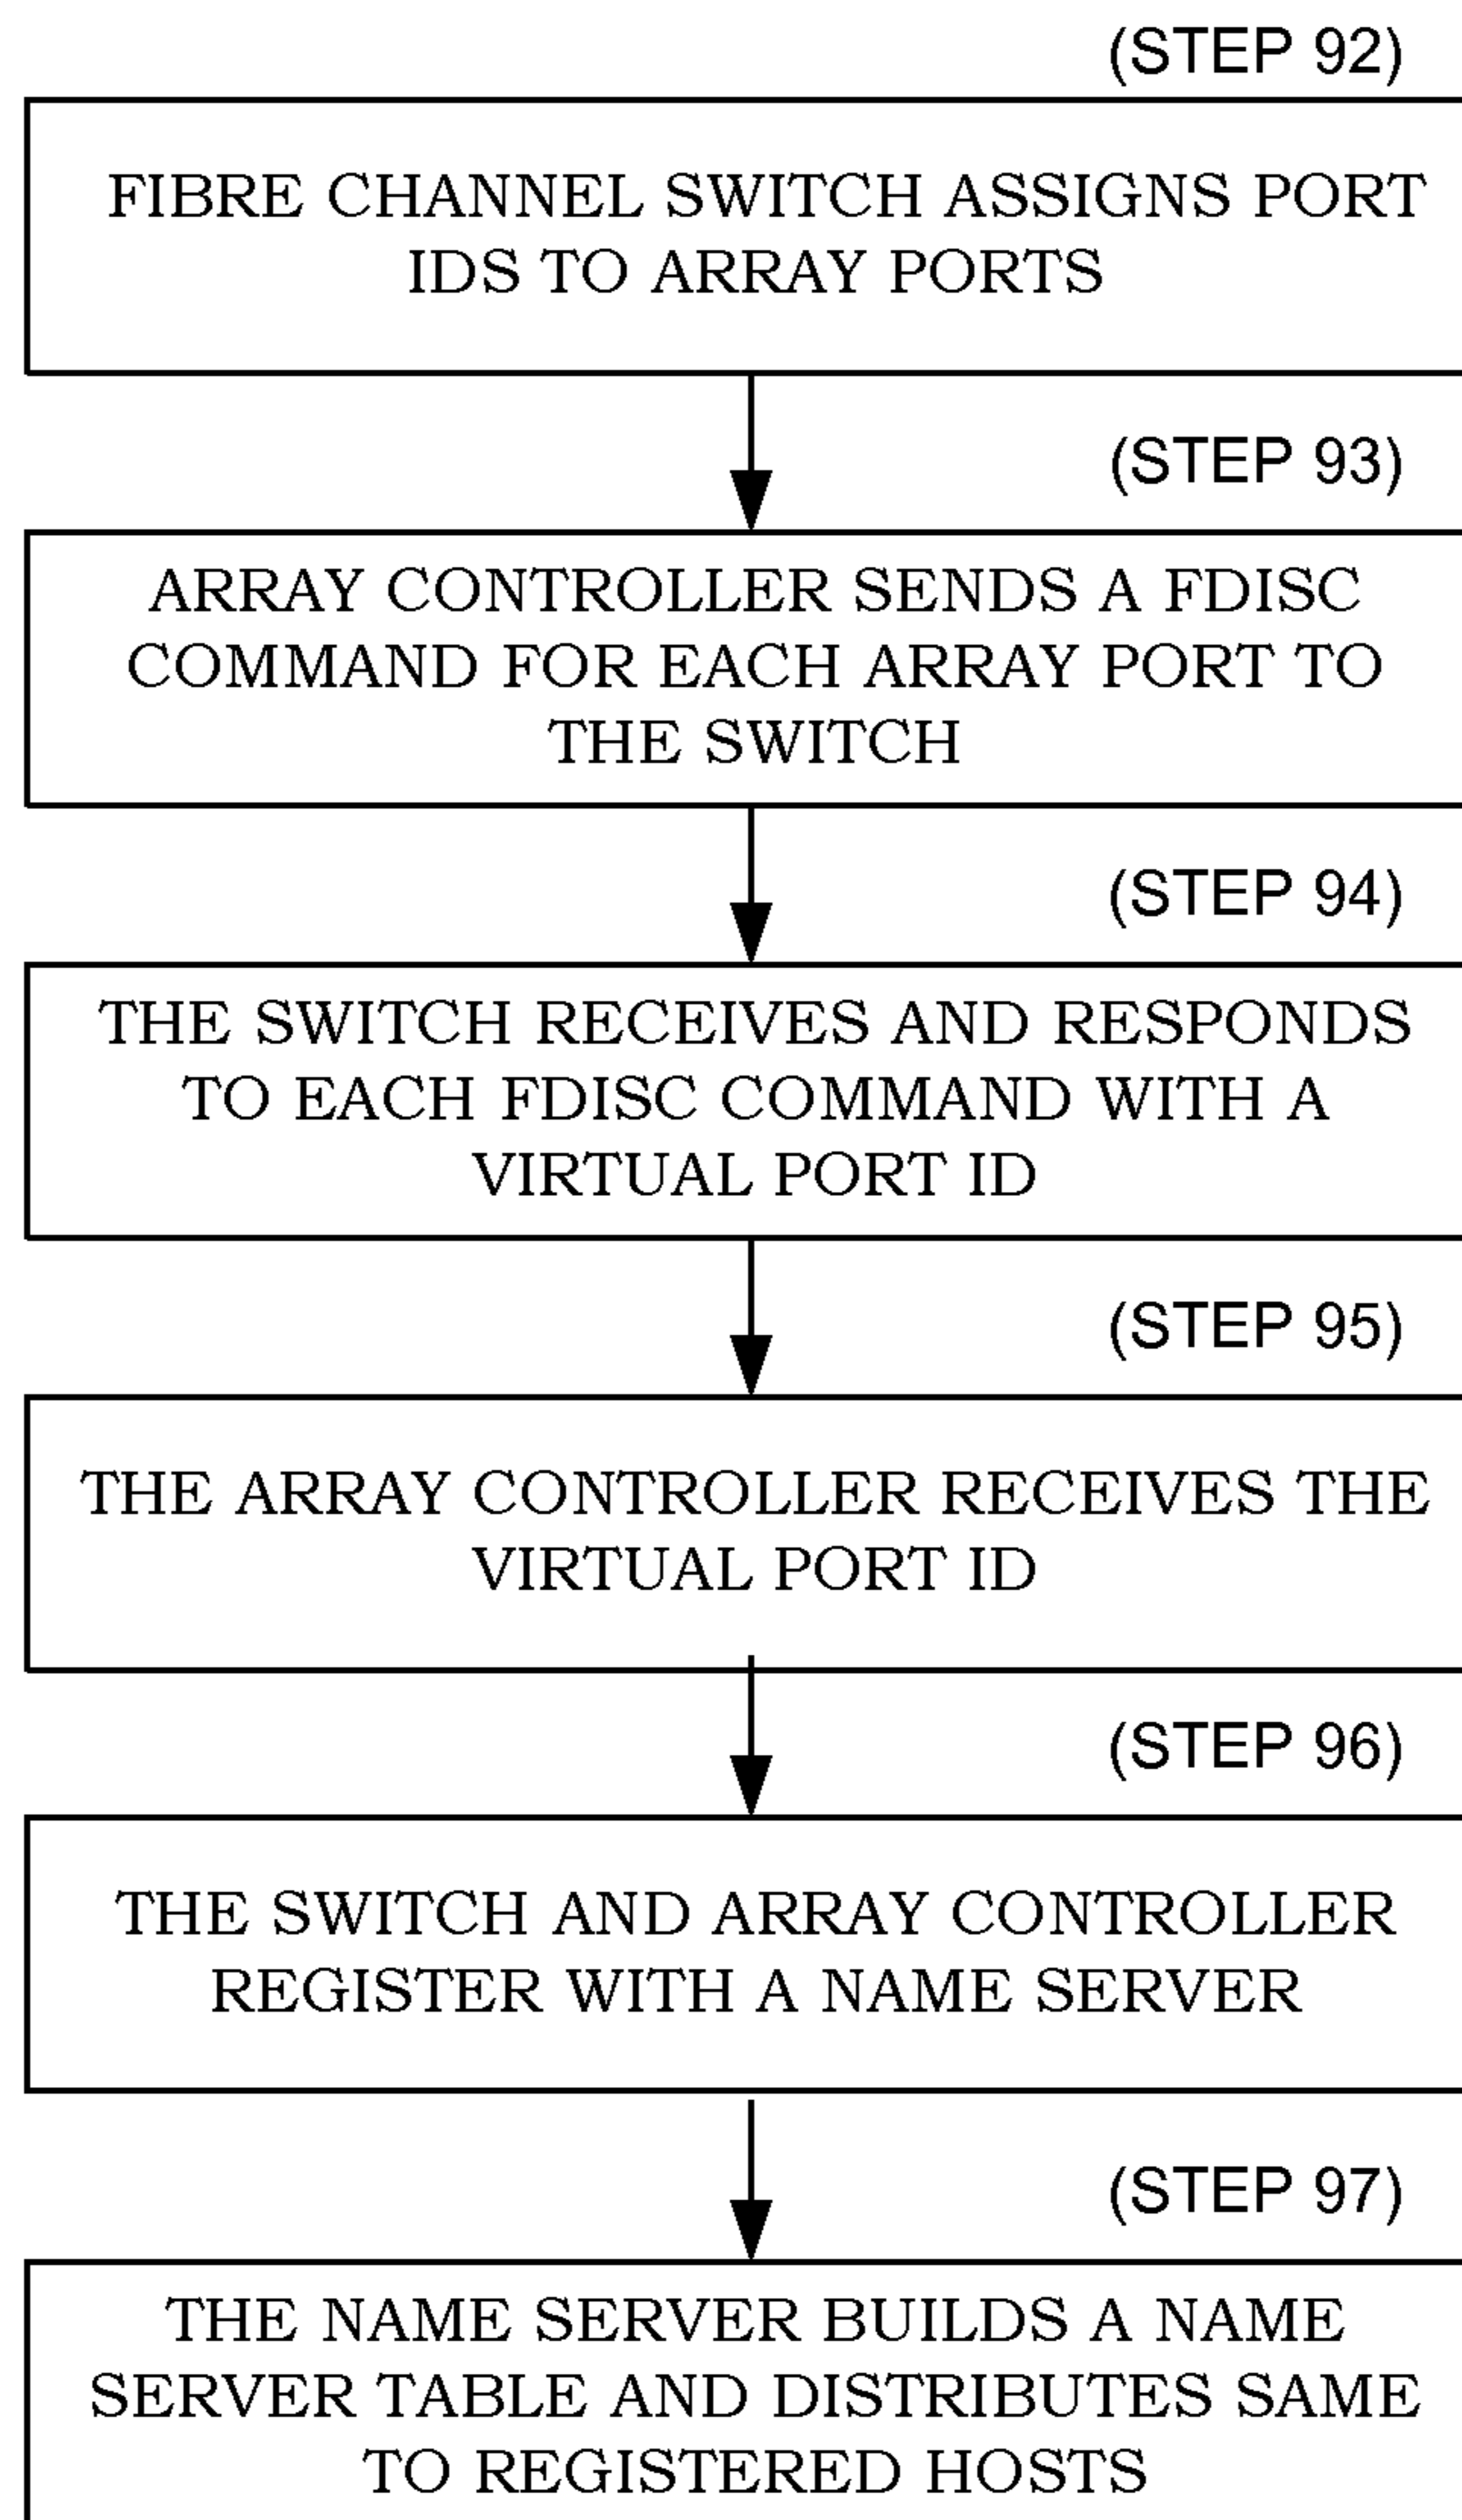 (STEP 92)
FIBRE CHANNEL SWITCH ASSIGNS PORT
IDS TO ARRAY PORTS
(STEP 93)
ARRAY CONTROLLER SENDS A FDISC
COMMAND FOR EACH ARRAY PORT TO
THE SWITCH
(STEP 94)
THE SWITCH RECEIVES AND RESPONDS
TO EACH FDISC COMMAND WITH A
VIRTUAL PORT ID
(STEP 95)
THE ARRAY CONTROLLER RECEIVES THE
VIRTUAL PORT ID
(STEP 96)
THE SWITCH AND ARRAY CONTROLLER
REGISTER WITH A NAME SERVER
(STEP 97)
THE NAME SERVER BUILDS A NAME
SERVER TABLE AND DISTRIBUTES SAME
TO REGISTERED HOSTS